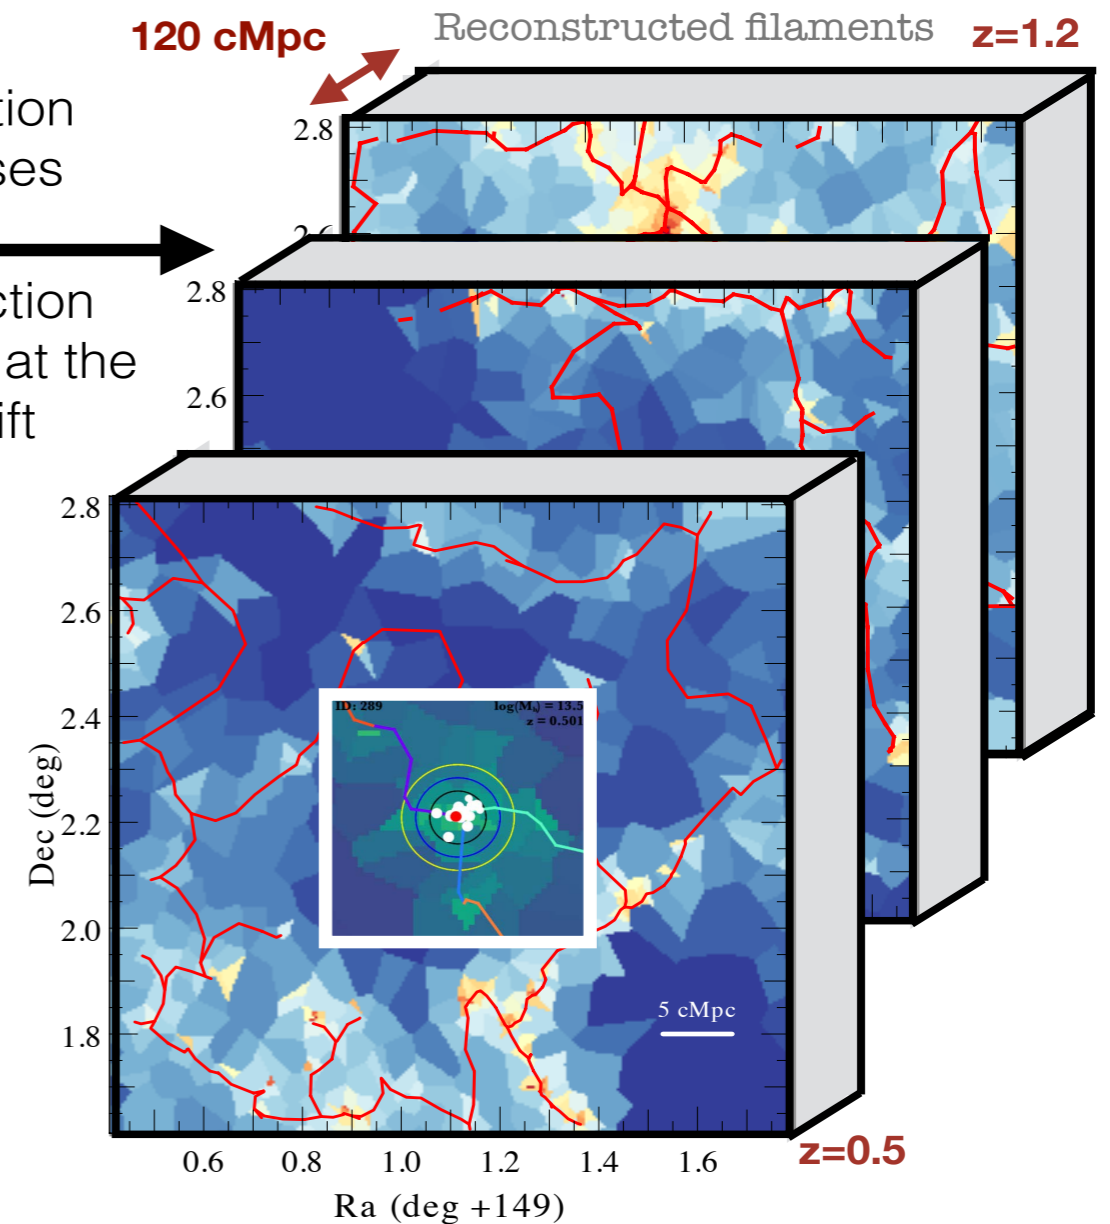 120 cMpc
Reconstructed filaments
z=1.2
tion
ses
ction
at the
ift
2.8
2.8
2.6
2.8
2.6
2.4
2.2
2.0
1.8
Dec (deg)
ID: 289
log(Mh) = 13.5
z = 0.501
5 cMpc
z=0.5
0.6 0.8 1.0 1.2 1.4 1.6
Ra (deg +149)